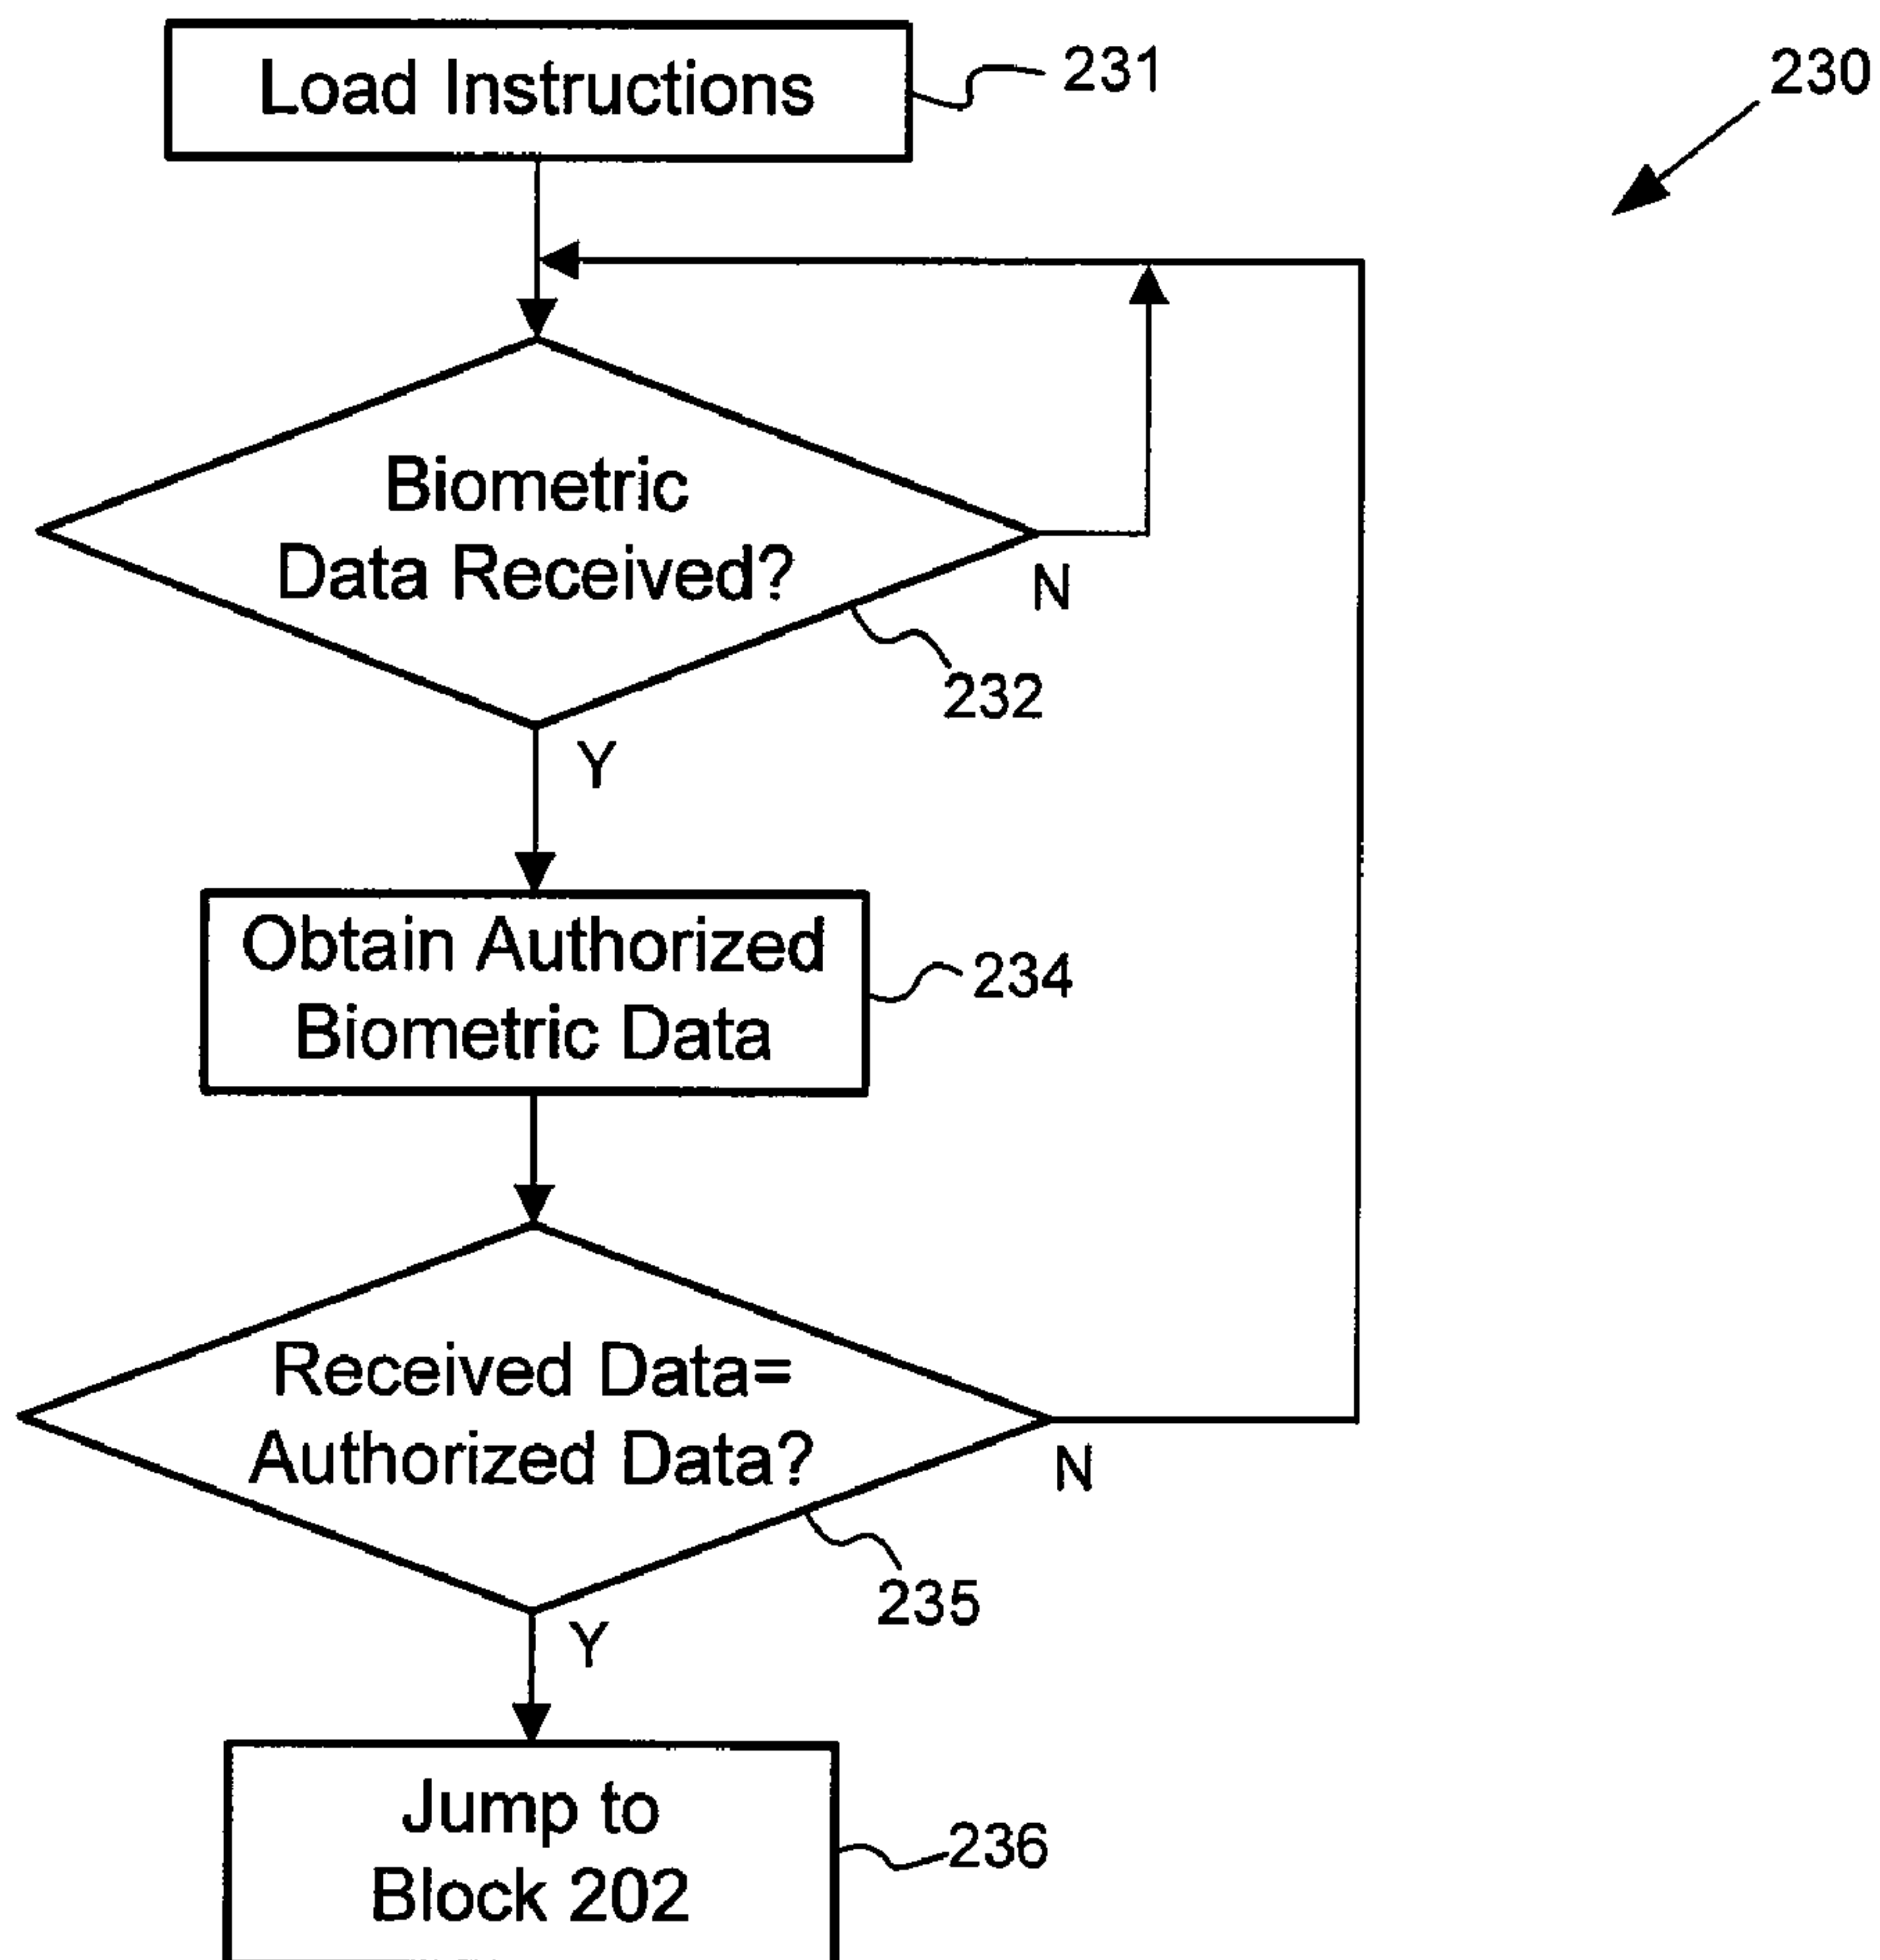 Load Instructions
231
230
Biometric
Data Received?
N
232
Y
Obtain Authorized
Biometric Data
234
Received Data=
Authorized Data?
N
235
Y
Jump to
Block 202
236